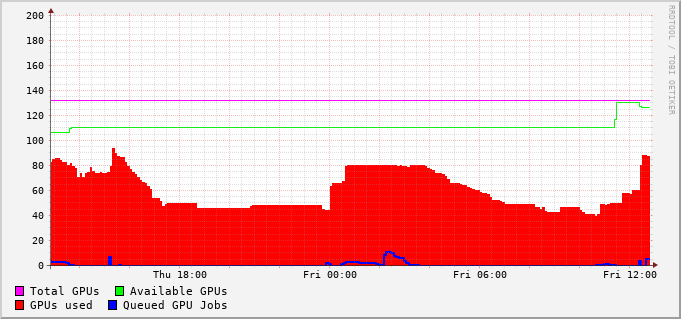 200
180
160
140
120
100
80
60
40
20
0
Thu 18:00 Fri 00:00 Fri 06:00 Fri 12:00
Total GPUs Available GPUs
GPUs used Queued GPU Jobs
RRDTOOL / TOBI OETIKER